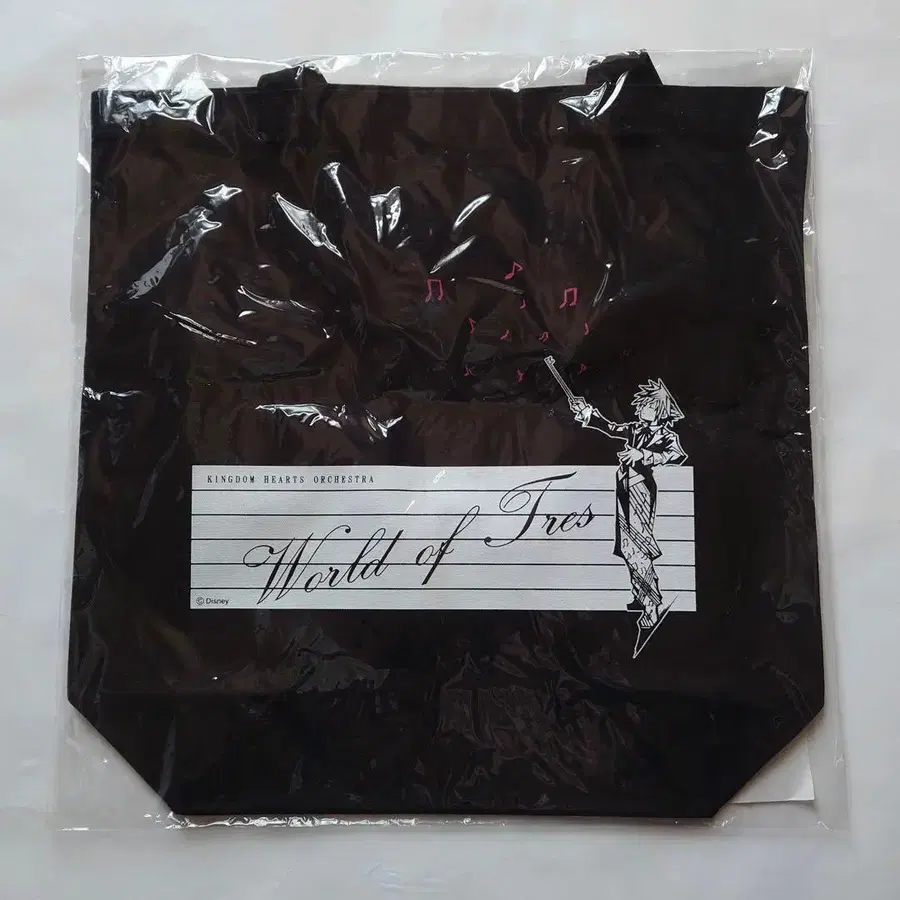 KINGDOM HEARTS ORCHESTRA
World of Tres
© Disney